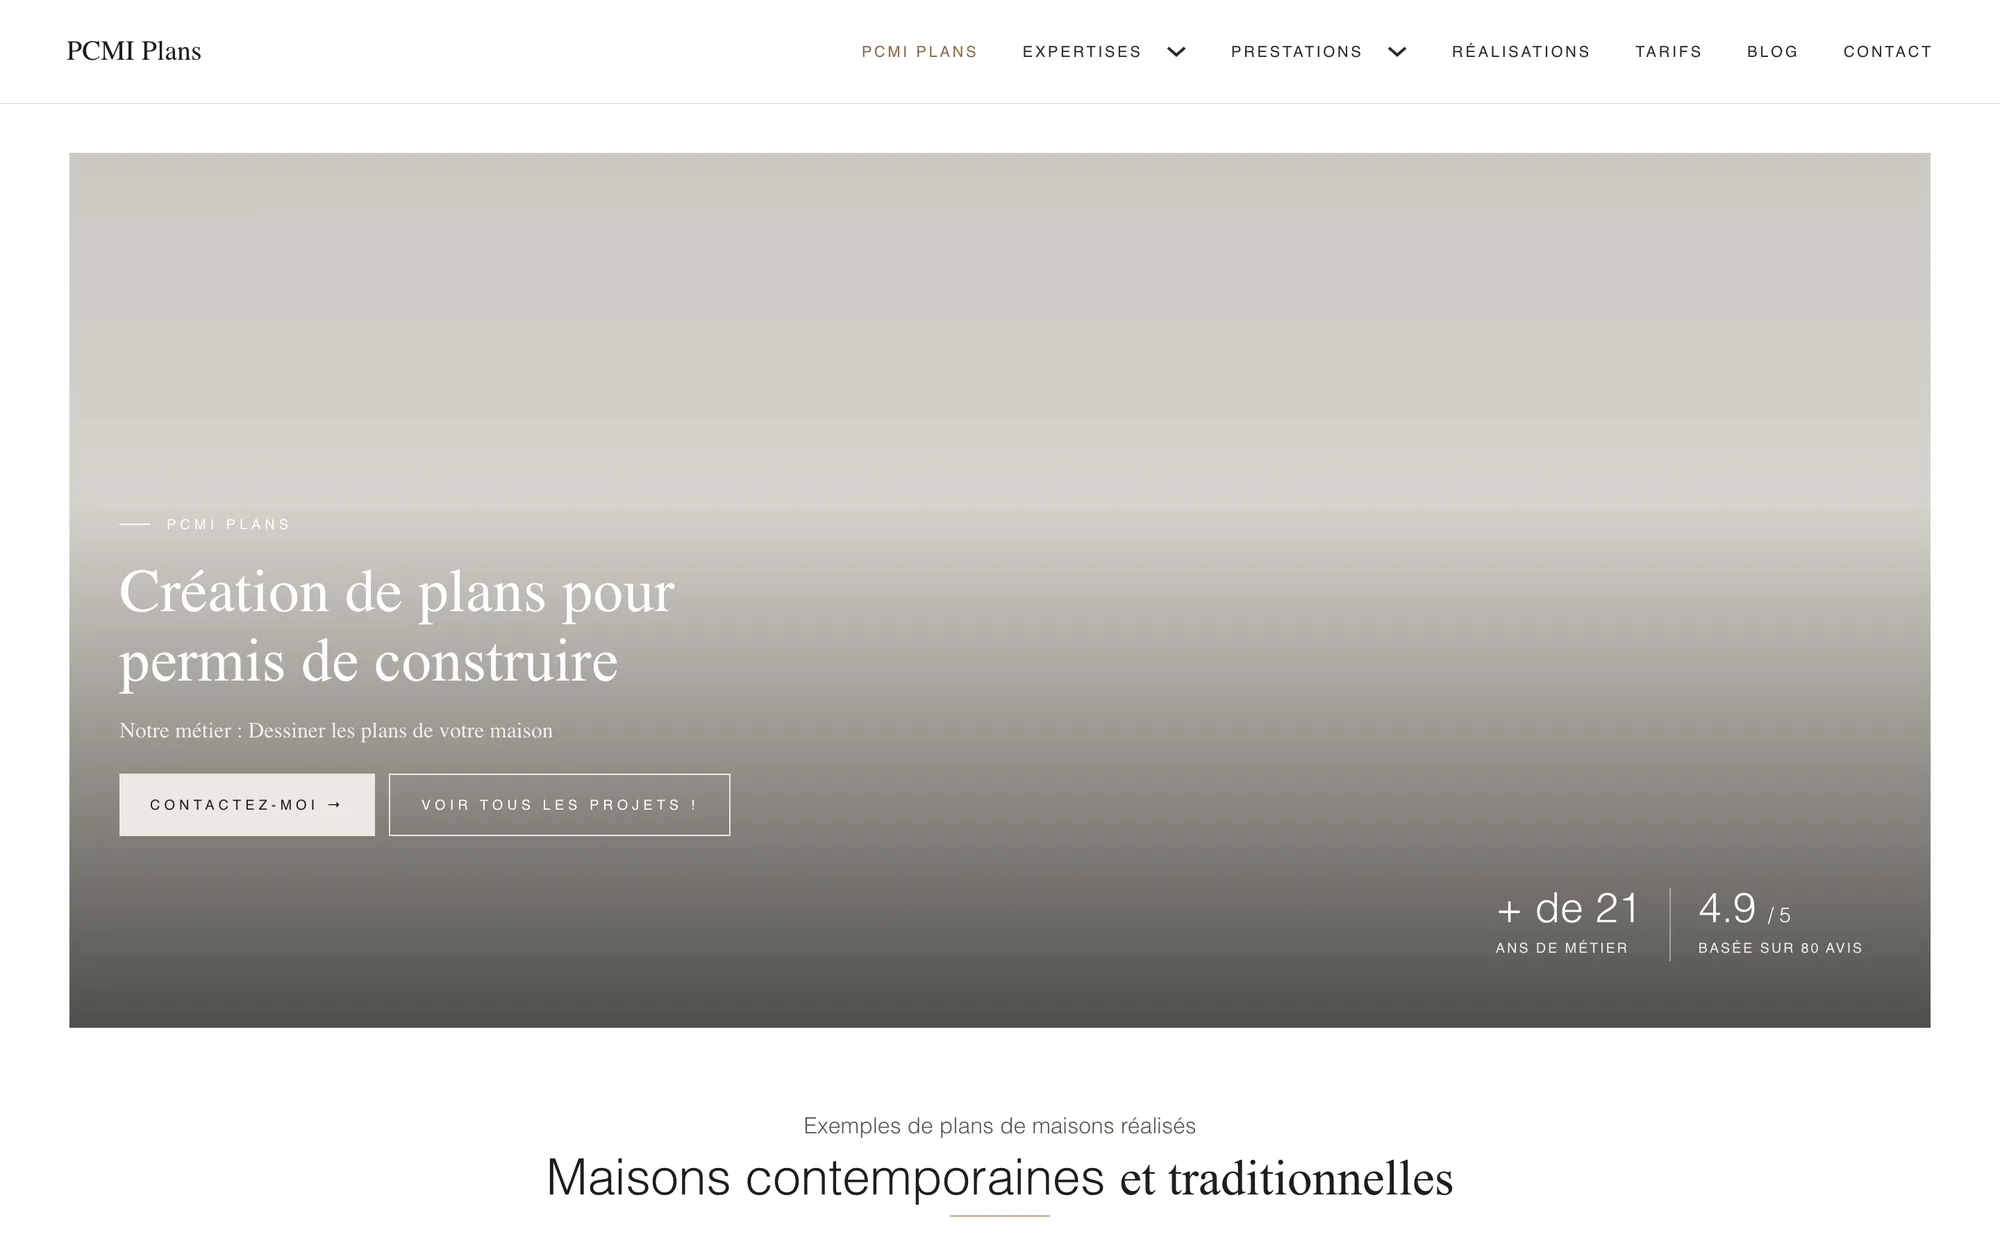 PCMI Plans
PCMI PLANS
EXPERTISES
PRESTATIONS
RÉALISATIONS
TARIFS
BLOG
CONTACT
PCMI PLANS
Création de plans pour
permis de construire
Notre métier : Dessiner les plans de votre maison
CONTACTEZ-MOI →
VOIR TOUS LES PROJETS !
+ de 21
ANS DE MÉTIER
4.9 / 5
BASÉE SUR 80 AVIS
Exemples de plans de maisons réalisés
Maisons contemporaines et traditionnelles